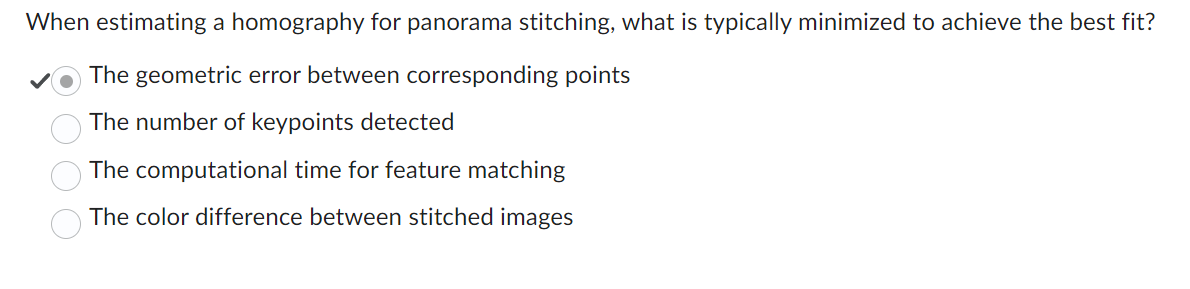 When estimating a homography for panorama stitching, what is typically minimized to achieve the best fit?
The geometric error between corresponding points
The number of keypoints detected
The computational time for feature matching
The color difference between stitched images